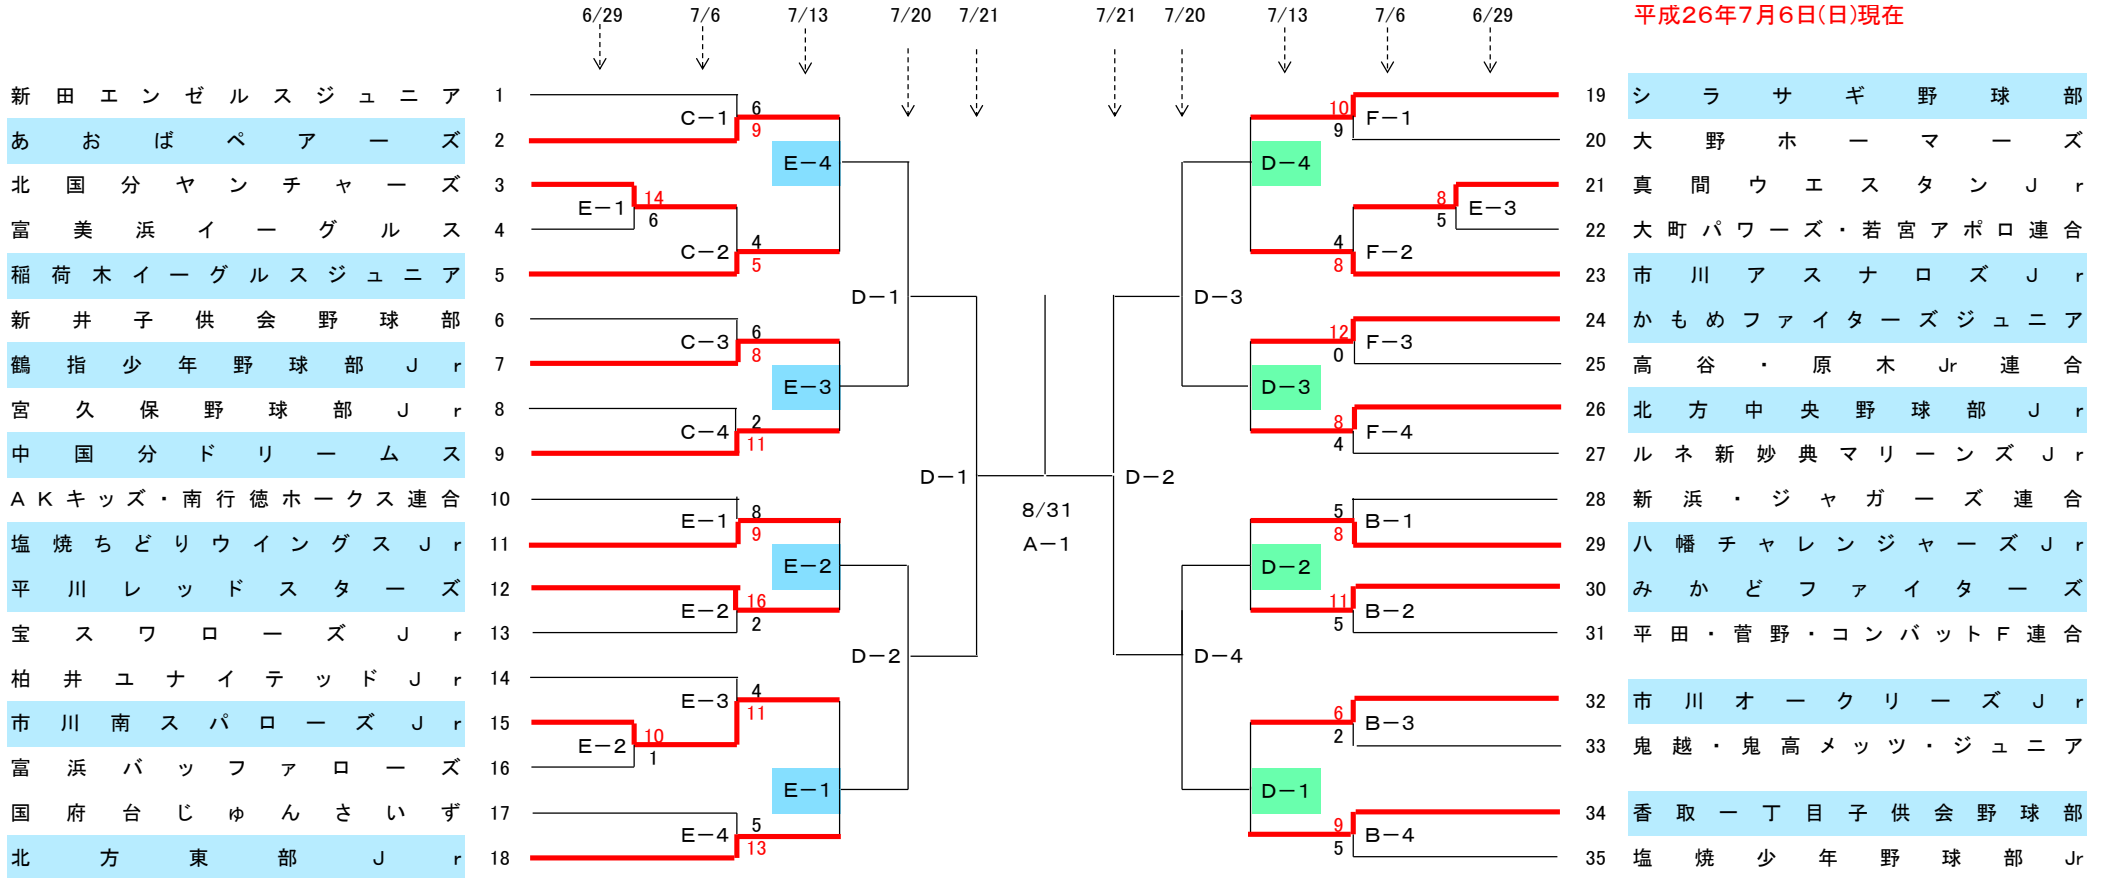 6/29 7/6 7/13 7/20 7/21 7/21 7/20 7/13 7/6 6/29 平成26年7月6日(日)現在
新田エンゼルスジュニア 1
あおばペアーズ 2
北国分ヤンチャーズ 3
富美浜イーグルス 4
稲荷木イーグルスジュニア 5
新井子供会野球部 6
鶴指少年野球部Jr 7
宮久保野球部Jr 8
中国分ドリームス 9
AKキッズ・南行徳ホークス連合 10
塩焼ちどりウイングスJr 11
平川レッドスターズ 12
宝スワローズJr 13
柏井ユナイテッドJr 14
市川南スパローズJr 15
富浜バッファローズ 16
国府台じゅんさいず 17
北方東部Jr 18
E-1 14 6
E-2 10 1
C-1 6 9
C-2 4 5
C-3 6 8
C-4 2 11
E-1 8 9
E-2 16 2
E-3 4 11
E-4 5 13
E-4
E-3
E-2
E-1
D-1
D-2
D-1
8/31
A-1
D-2
D-3
D-4
D-4
D-3
D-2
D-1
10 9 F-1
4 8 F-2
12 0 F-3
8 4 F-4
5 8 B-1
11 5 B-2
6 2 B-3
9 5 B-4
8 5 E-3
19 シラサギ野球部
20 大野ホーマーズ
21 真間ウエスタンJr
22 大町パワーズ・若宮アポロ連合
23 市川アスナロズJr
24 かもめファイターズジュニア
25 高谷・原木Jr連合
26 北方中央野球部Jr
27 ルネ新妙典マリーンズJr
28 新浜・ジャガーズ連合
29 八幡チャレンジャーズJr
30 みかどファイターズ
31 平田・菅野・コンバットF連合
32 市川オークリーズJr
33 鬼越・鬼高メッツ・ジュニア
34 香取一丁目子供会野球部
35 塩焼少年野球部Jr